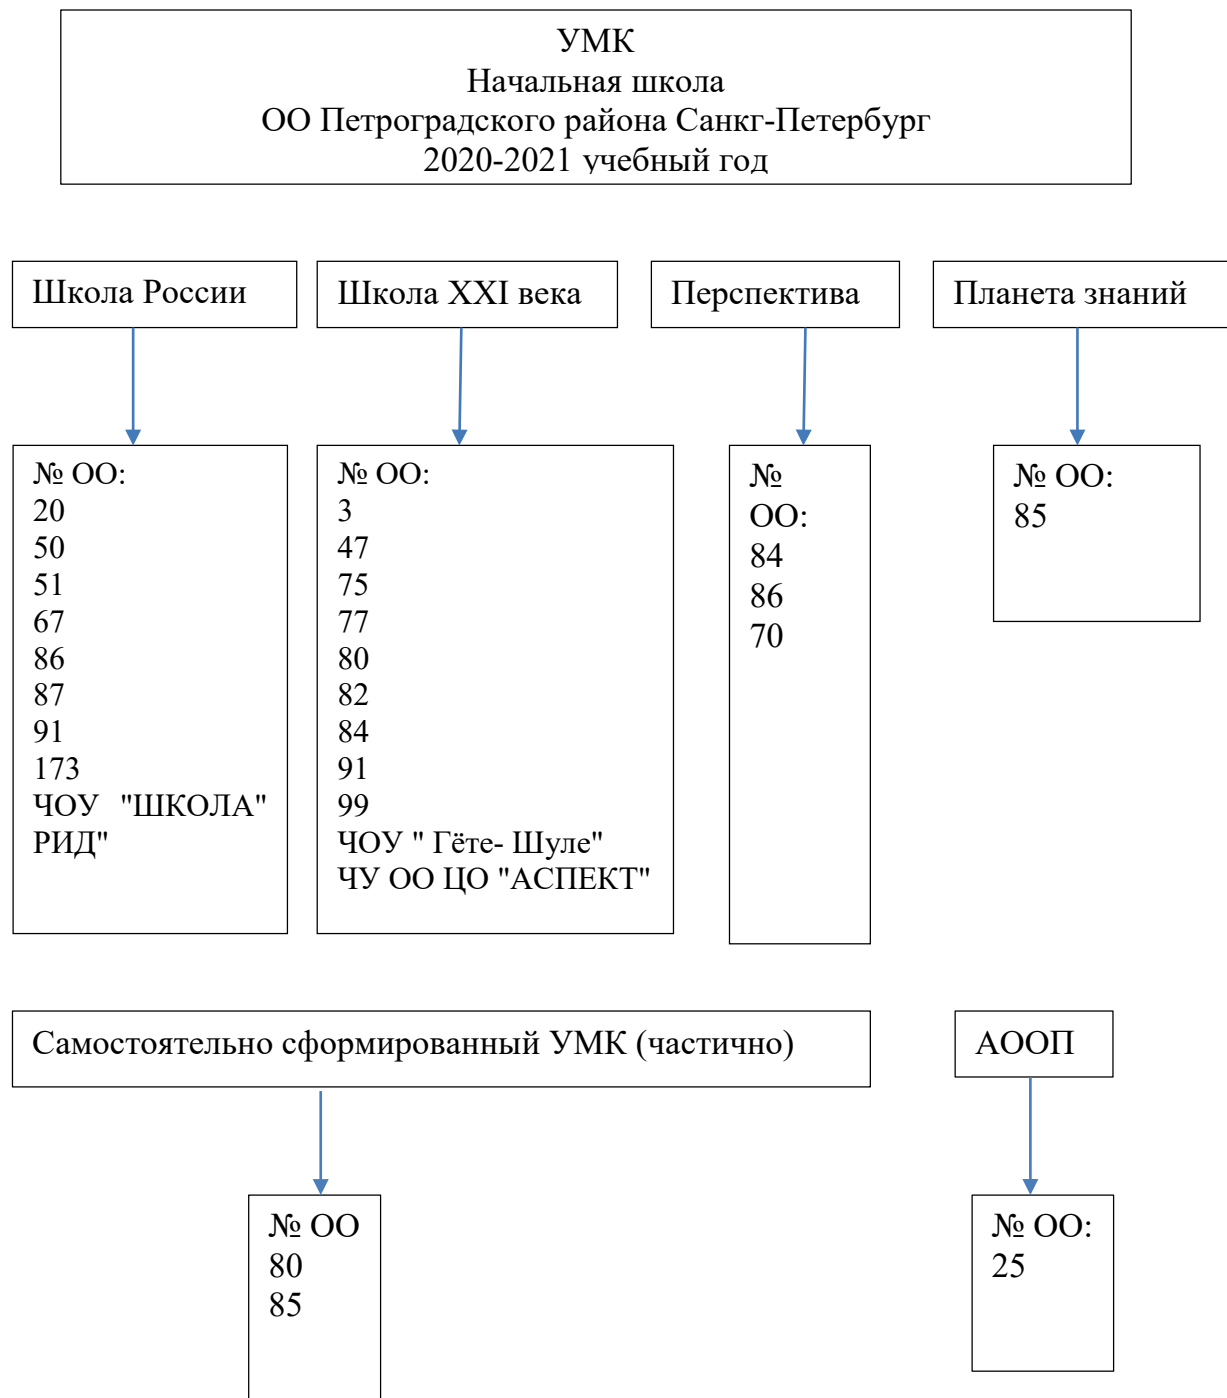 УМК
Начальная школа
ОО Петроградского района Санкг-Петербург
2020-2021 учебный год
Школа России
Школа XXI века
Перспектива
Планета знаний
№ ОО:
20
50
51
67
86
87
91
173
ЧОУ "ШКОЛА"
РИД"
№ ОО:
3
47
75
77
80
82
84
91
99
ЧОУ " Гёте- Шуле"
ЧУ ОО ЦО "АСПЕКТ"
№
ОО:
84
86
70
№ ОО:
85
Самостоятельно сформированный УМК (частично)
АООП
№ ОО
80
85
№ ОО:
25